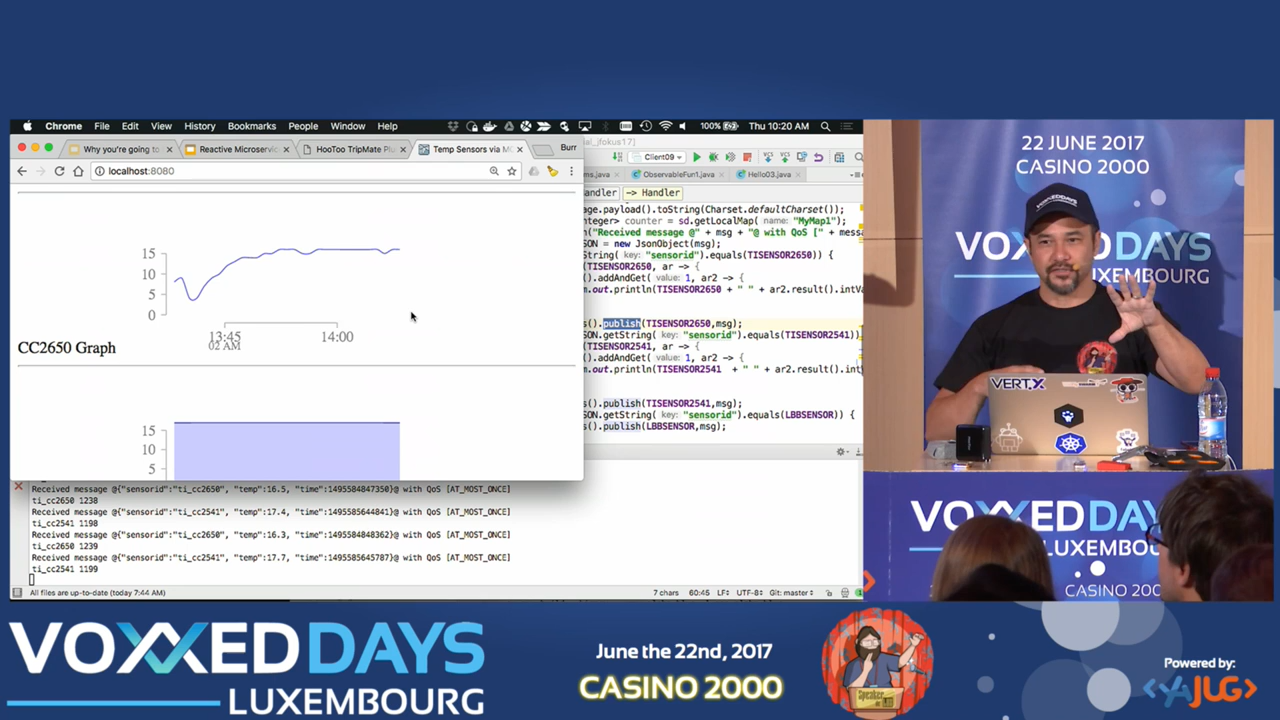 Chrome File Edit View History Bookmarks People Window Help 100% Thu 10:20 AM
Why you're going to
Reactive Microservic
HooToo TripMate Plu
Temp Sensors via M
Burr
localhost:8080
15
10
5
0
13:45
02 AM
14:00
CC2650 Graph
15
10
5
al_jfokus17]
Client09
ms.java ObservableFun1.java Hello03.java
andler -> Handler
age.payload().toString(Charset.defaultCharset());
nteger> counter = sd.getLocalMap( name: "MyMap1");
n("Received message @" + msg + "@ with QoS [" + messa
SON = new JsonObject(msg);
String( key: "sensorid").equals(TISENSOR2650)) {
TISENSOR2650, ar -> {
).addAndGet( value: 1, ar2 -> {
m.out.println(TISENSOR2650 + " " + ar2.result().intVa
s().publish(TISENSOR2650,msg);
SON.getString( key: "sensorid").equals(TISENSOR2541))
TISENSOR2541, ar -> {
).addAndGet( value: 1, ar2 -> {
m.out.println(TISENSOR2541 + " " + ar2.result().int
s().publish(TISENSOR2541,msg);
SON.getString( key: "sensorid").equals(LBBSENSOR)) {
s().publish(LBBSENSOR,msg);
Received message @{"sensorid":"ti_cc2650", "temp":16.5, "time":1495584847350}@ with QoS [AT_MOST_ONCE]
ti_cc2650 1238
Received message @{"sensorid":"ti_cc2541", "temp":17.4, "time":1495585644841}@ with QoS [AT_MOST_ONCE]
ti_cc2541 1198
Received message @{"sensorid":"ti_cc2650", "temp":16.3, "time":1495584848362}@ with QoS [AT_MOST_ONCE]
ti_cc2650 1239
Received message @{"sensorid":"ti_cc2541", "temp":17.7, "time":1495585645787}@ with QoS [AT_MOST_ONCE]
ti_cc2541 1199
All files are up-to-date (today 7:44 AM) 7 chars 60:45 LF÷ UTF-8÷ Git: master÷
22 JUNE 2017
CASINO 2000
VOXXED DAYS
LUXEMBOURG
VERT.X
VOXXED DAY
LUXEMBOU
CASINO 200
VOXXED DAYS
LUXEMBOURG
June the 22nd, 2017
CASINO 2000
Speaker
Powered by:
YAJUG